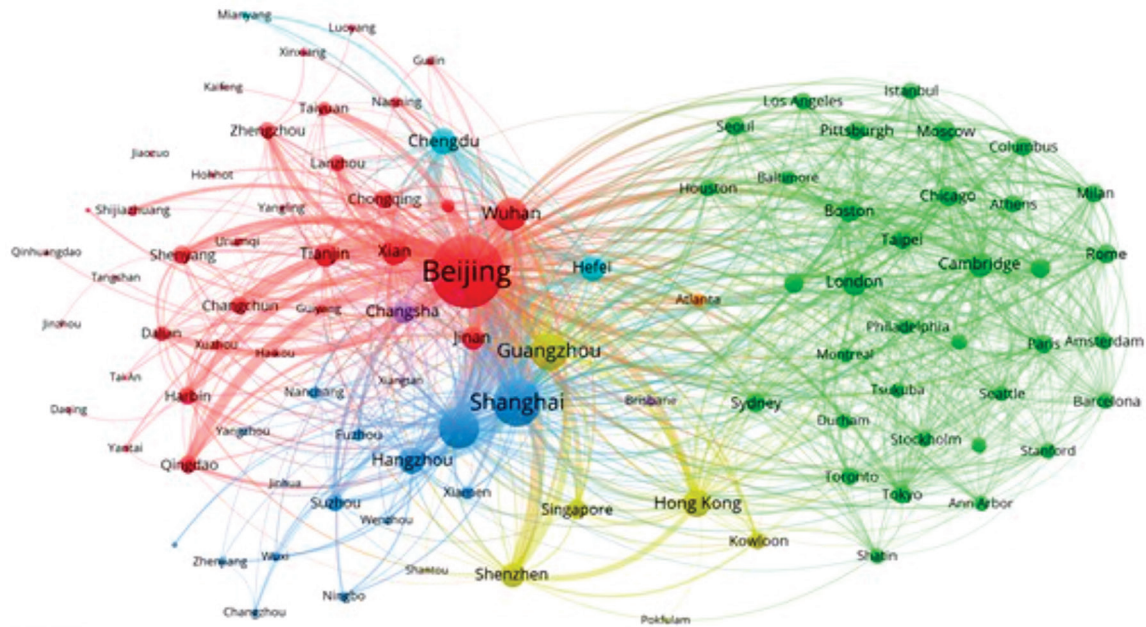 Mianyang
Luoyang
Xinxiang
Guilin
Kaifeng
Taiyuan
Nanning
Los Angeles
Istanbul
Zhengzhou
Chengdu
Seoul
Pittsburgh
Moscow
Columbus
Jiaozuo
Lanzhou
Hohhot
Baltimore
Houston
Chongqing
Chicago
Athens
Milan
Shijiazhuang
Yangling
Wuhan
Boston
Urumqi
Taipei
Qinhuangdao
Shenyang
Tianjin
Xian
Rome
Beijing
Hefei
Cambridge
Tangshan
London
Changchun
Guiyang
Changsha
Atlanta
Jinzhou
Dalian
Xuzhou
Haikou
Jinan
Guangzhou
Philadelphia
Montreal
Paris
Amsterdam
TaiAn
Xiangtan
Harbin
Nanchang
Shanghai
Brisbane
Sydney
Tsukuba
Seattle
Barcelona
Daqing
Durham
Yantai
Yangzhou
Fuzhou
Stockholm
Stanford
Qingdao
Hangzhou
Jinhua
Xiamen
Toronto
Suzhou
Singapore
Hong Kong
Tokyo
Ann Arbor
Wenzhou
Kowloon
Zhenjiang
Wuxi
Shantou
Shenzhen
Shatin
Ningbo
Changzhou
Pokfulam